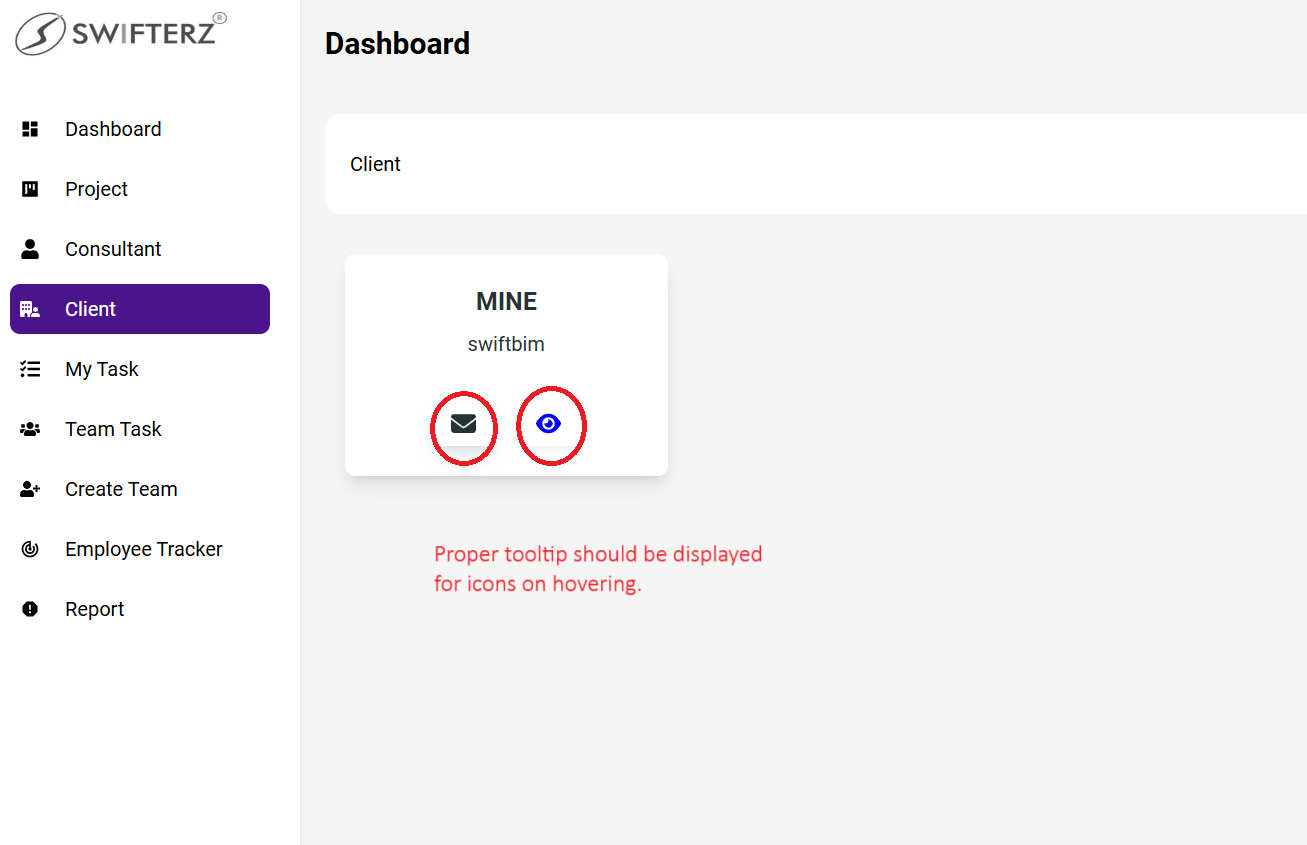 SWIFTERZ®
Dashboard
Project
Consultant
Client
My Task
Team Task
Create Team
Employee Tracker
Report
Dashboard
Client
MINE
swiftbim
Proper tooltip should be displayed
for icons on hovering.